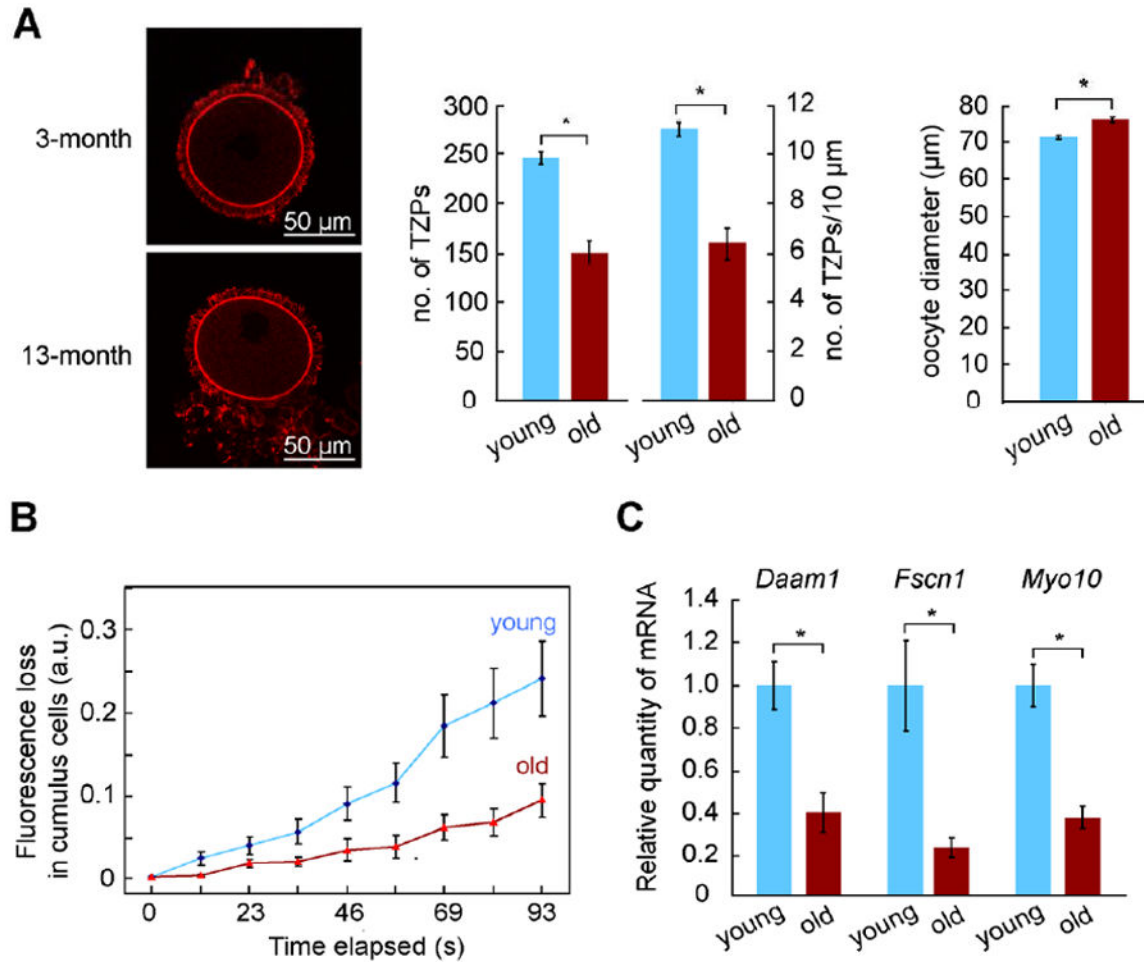 A
3-month
50 µm
13-month
50 µm
no. of TZPs
300
250
200
150
100
50
0
*
young
old
*
young
old
12
10
8
6
4
2
0
no. of TZPs/10 µm
oocyte diameter (µm)
80
70
60
50
40
30
20
10
0
*
young
old
B
Fluorescence loss
in cumulus cells (a.u.)
0.3
0.2
0.1
0
young
old
0 23 46 69 93
Time elapsed (s)
C
Daam1 Fscn1 Myo10
Relative quantity of mRNA
1.4
1.2
1.0
0.8
0.6
0.4
0.2
0
* * *
young old young old young old